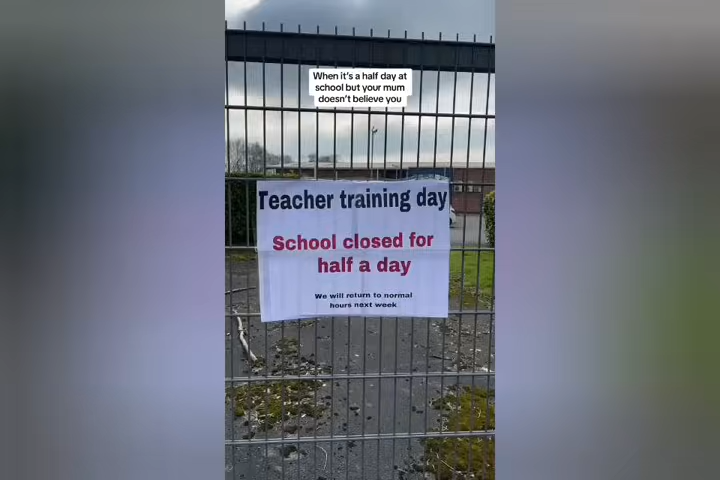 When it's a half day at
school but your mum
doesn't believe you
Teacher training day
School closed for
half a day
We will return to normal
hours next week